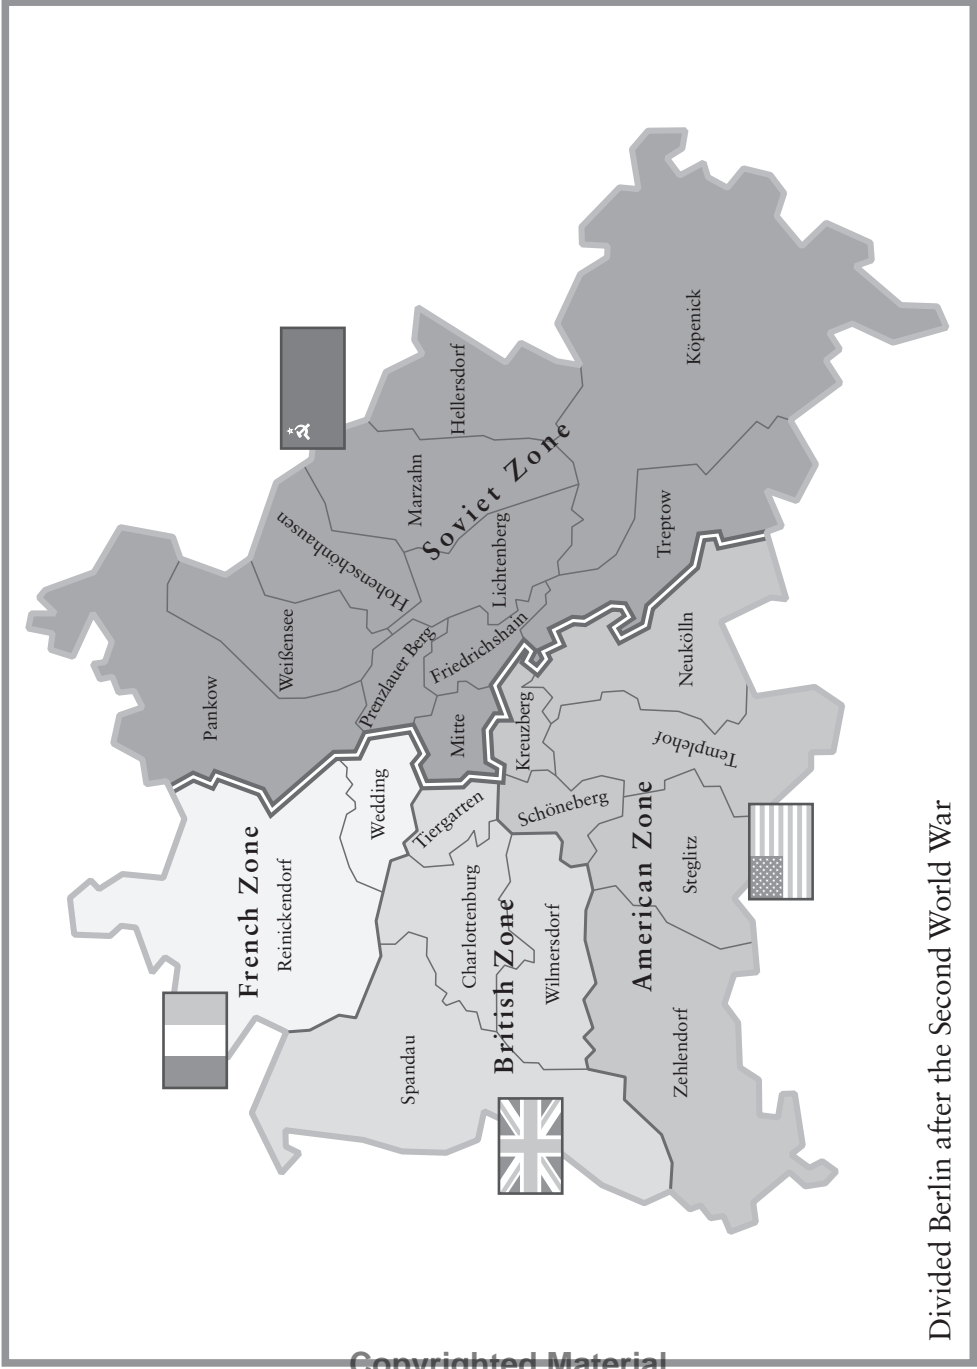 French Zone
Reinickendorf
Wedding
British Zone
Spandau
Charlottenburg
Tiergarten
Wilmersdorf
American Zone
Zehlendorf
Steglitz
Schöneberg
Kreuzberg
Templehof
Neukölln
Soviet Zone
Pankow
Weißensee
Hohenschönhausen
Prenzlauer Berg
Mitte
Friedrichshain
Lichtenberg
Marzahn
Hellersdorf
Treptow
Köpenick
Divided Berlin after the Second World War
Copyrighted Material